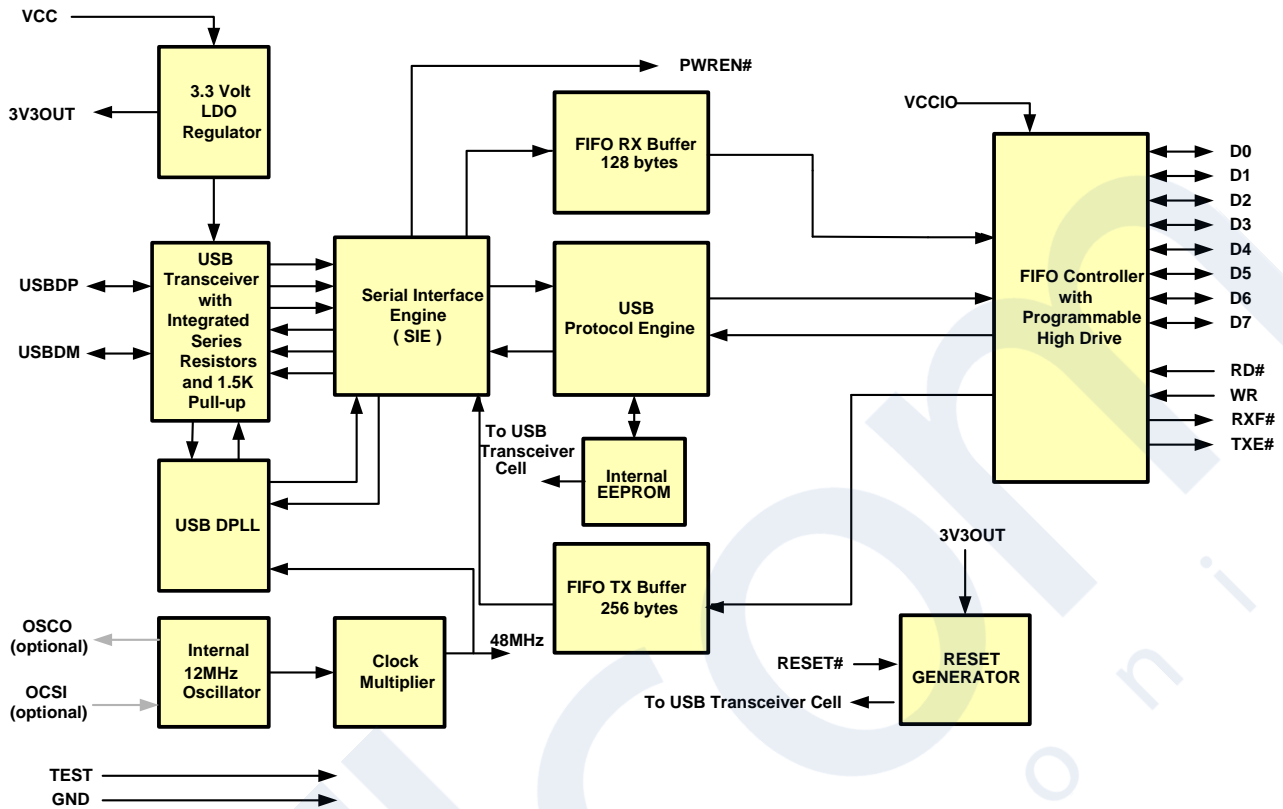 VCC
3V3OUT
3.3 Volt
LDO
Regulator
PWREN#
FIFO RX Buffer
128 bytes
VCCIO
D0
D1
D2
D3
D4
D5
D6
D7
RD#
WR
RXF#
TXE#
FIFO Controller
with
Programmable
High Drive
USBDP
USBDM
USB
Transceiver
with
Integrated
Series
Resistors
and 1.5K
Pull-up
Serial Interface
Engine
( SIE )
USB
Protocol Engine
To USB
Transceiver
Cell
Internal
EEPROM
USB DPLL
FIFO TX Buffer
256 bytes
3V3OUT
RESET#
RESET
GENERATOR
To USB Transceiver Cell
OSCO
(optional)
OCSI
(optional)
Internal
12MHz
Oscillator
Clock
Multiplier
48MHz
TEST
GND